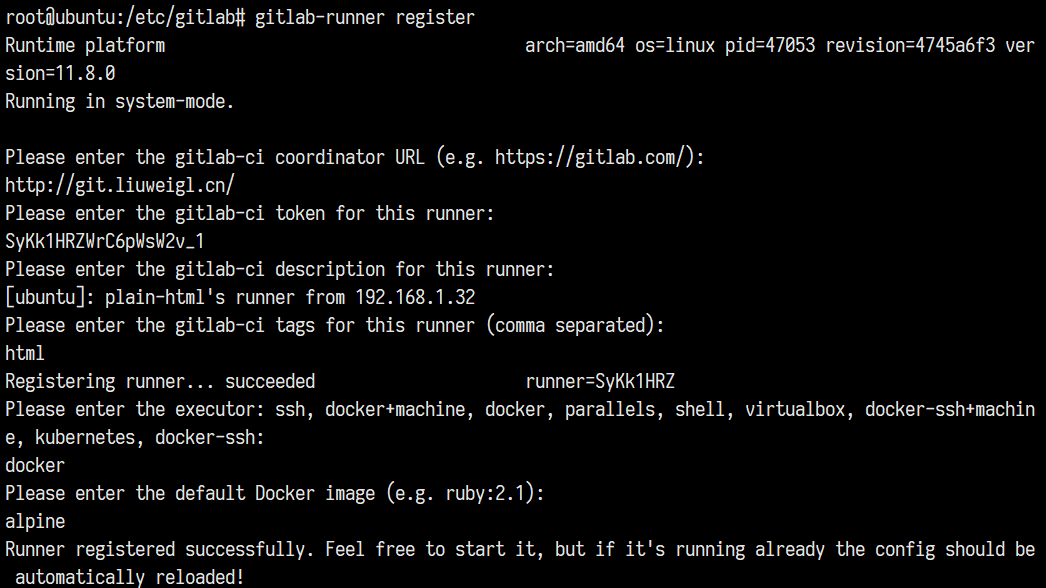 root@ubuntu:/etc/gitlab# gitlab-runner register
Runtime platform                                    arch=amd64 os=linux pid=47053 revision=4745a6f3 ver
sion=11.8.0
Running in system-mode.

Please enter the gitlab-ci coordinator URL (e.g. https://gitlab.com/):
http://git.liuweigl.cn/
Please enter the gitlab-ci token for this runner:
SyKk1HRZWrC6pWsW2v_1
Please enter the gitlab-ci description for this runner:
[ubuntu]: plain-html's runner from 192.168.1.32
Please enter the gitlab-ci tags for this runner (comma separated):
html
Registering runner... succeeded                     runner=SyKk1HRZ
Please enter the executor: ssh, docker+machine, docker, parallels, shell, virtualbox, docker-ssh+machin
e, kubernetes, docker-ssh:
docker
Please enter the default Docker image (e.g. ruby:2.1):
alpine
Runner registered successfully. Feel free to start it, but if it's running already the config should be
 automatically reloaded!